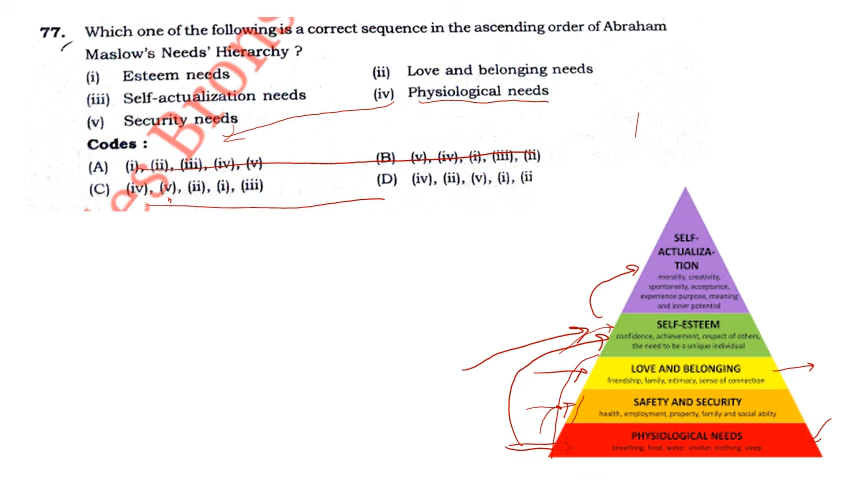 77. Which one of the following is a correct sequence in the ascending order of Abraham
Maslow's Needs' Hierarchy ?
(i) Esteem needs (ii) Love and belonging needs
(iii) Self-actualization needs (iv) Physiological needs
(v) Security needs
Codes :
(A) (i), (ii), (iii), (iv), (v) (B) (v), (iv), (i), (iii), (ii)
(C) (iv), (v), (ii), (i), (iii) (D) (iv), (ii), (v), (i), (ii
SELF-
ACTUALIZA-
TION
morality, creativity,
spontaneity, acceptance,
experience purpose, meaning
and inner potential
SELF-ESTEEM
confidence, achievement, respect of others,
the need to be a unique individual
LOVE AND BELONGING
friendship, family, intimacy, sense of connection
SAFETY AND SECURITY
health, employment, property, family and social abilty
PHYSIOLOGICAL NEEDS
breathing, food, water, shelter, clothing, sleep